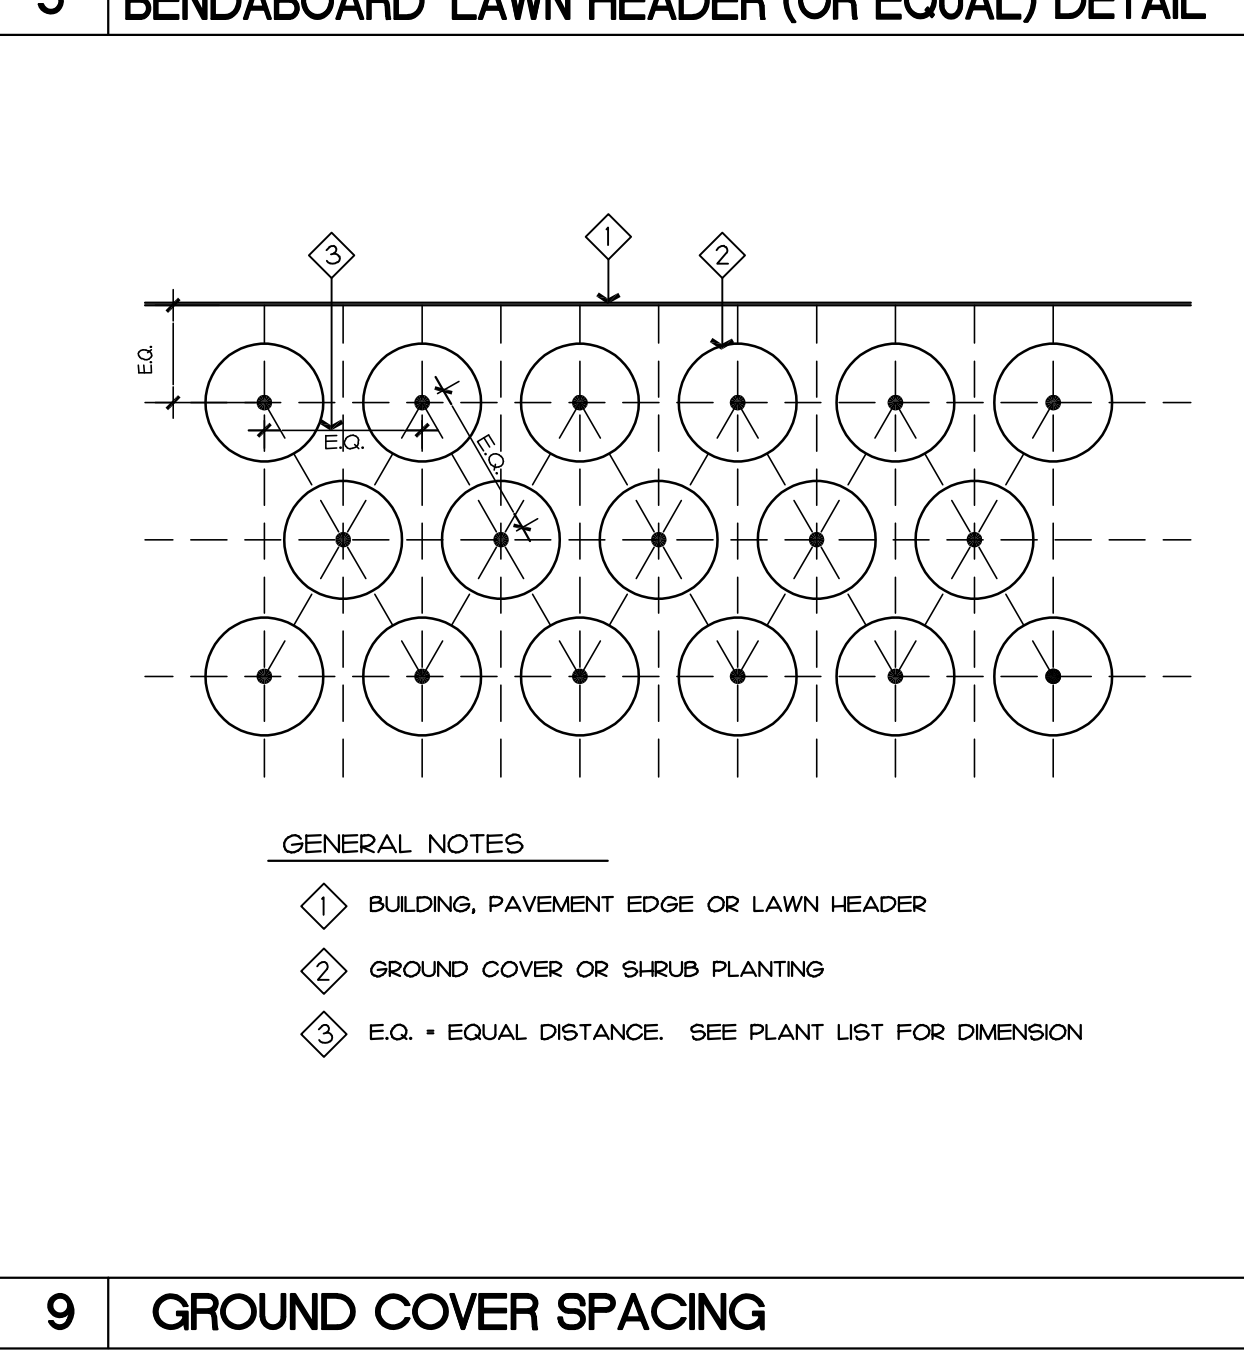 BENDABOARD LAWN HEADER (OR EQUAL) DETAIL
1
3
2
E.Q.
E.Q.
E.Q.
GENERAL NOTES
1 BUILDING, PAVEMENT EDGE OR LAWN HEADER
2 GROUND COVER OR SHRUB PLANTING
3 E.Q. = EQUAL DISTANCE. SEE PLANT LIST FOR DIMENSION
9 GROUND COVER SPACING